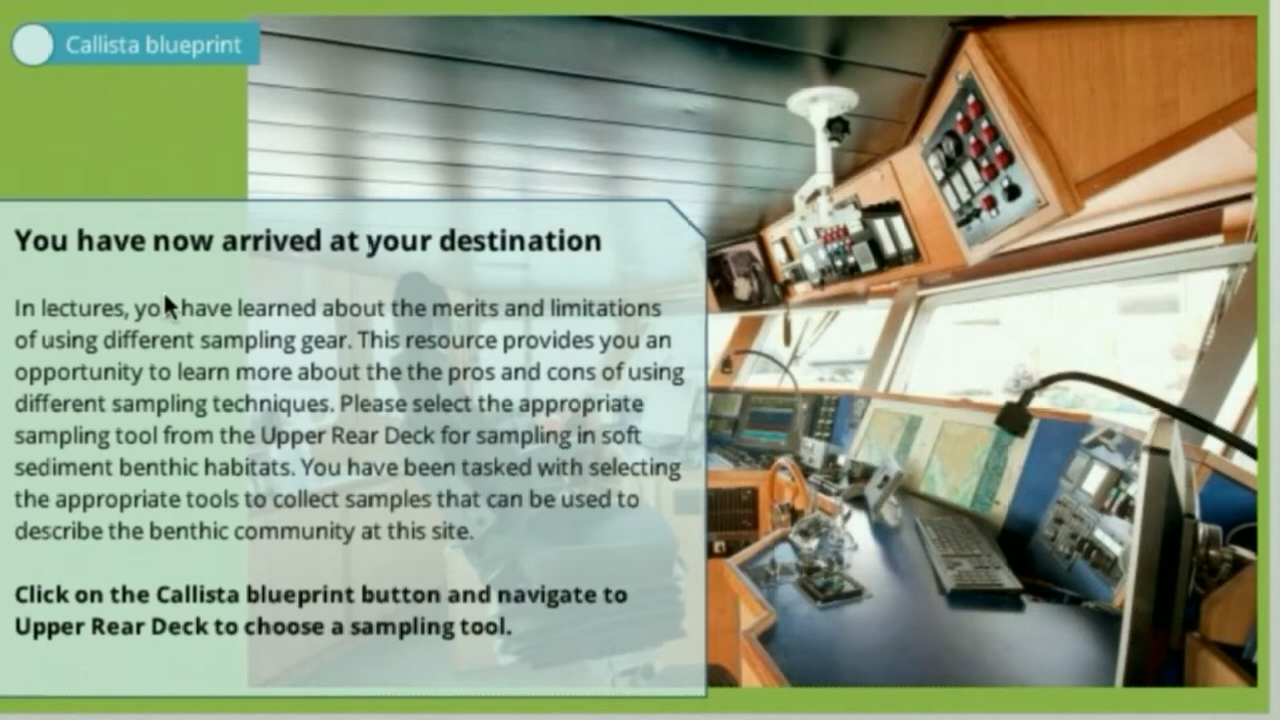 Callista blueprint
You have now arrived at your destination
In lectures, you have learned about the merits and limitations
of using different sampling gear. This resource provides you an
opportunity to learn more about the the pros and cons of using
different sampling techniques. Please select the appropriate
sampling tool from the Upper Rear Deck for sampling in soft
sediment benthic habitats. You have been tasked with selecting
the appropriate tools to collect samples that can be used to
describe the benthic community at this site.
Click on the Callista blueprint button and navigate to
Upper Rear Deck to choose a sampling tool.